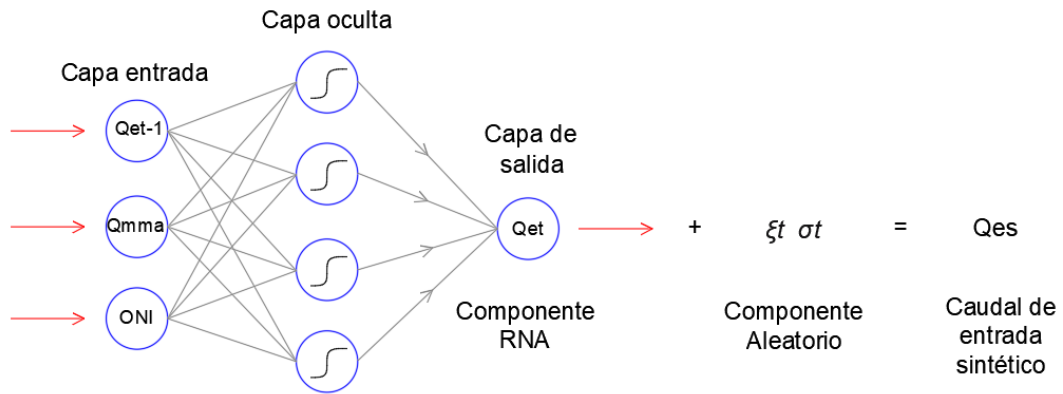 Capa oculta
Capa entrada
Qet-1
Qmma
ONI
Capa de
salida
Qet
+ ξt σt = Qes
Componente
RNA
Componente
Aleatorio
Caudal de
entrada
sintético